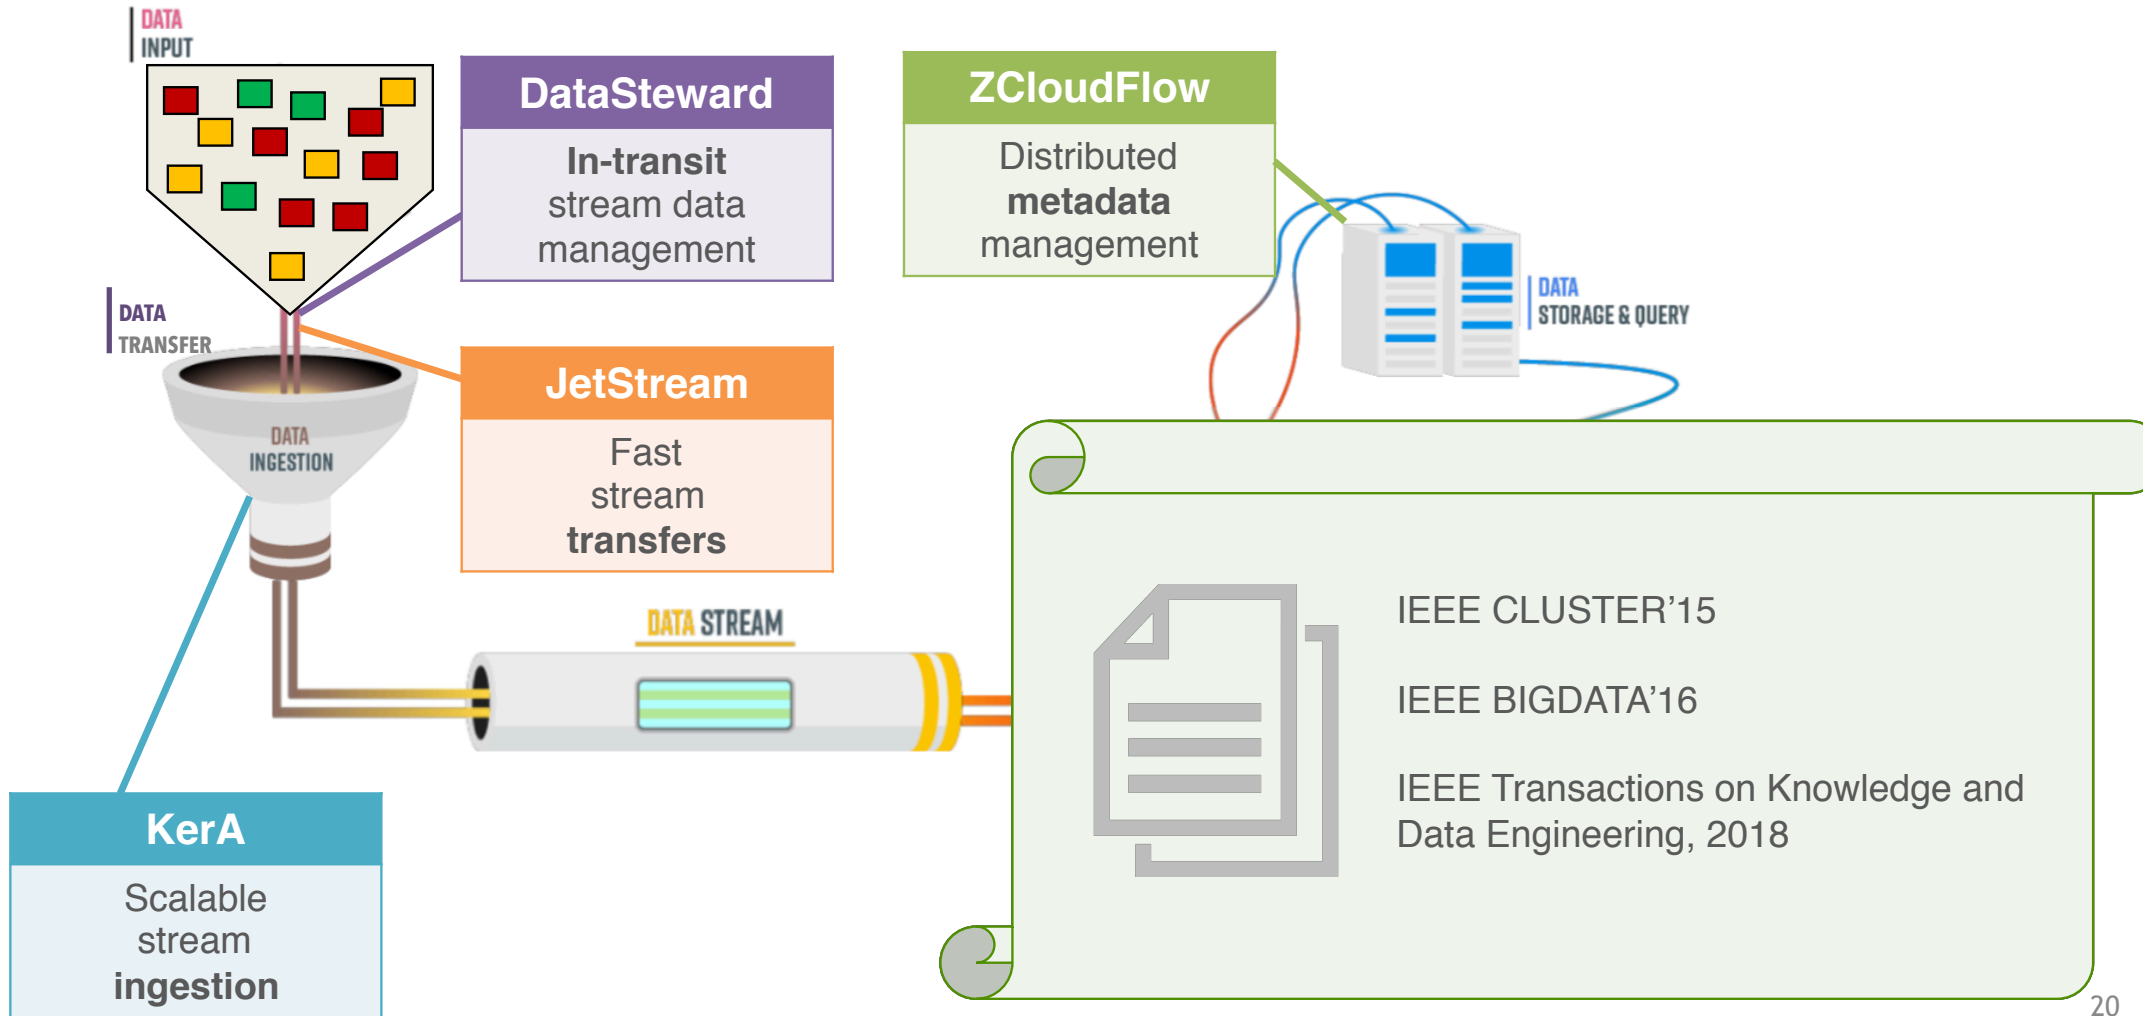 DATA
INPUT
DataSteward
In-transit
stream data
management
ZCloudFlow
Distributed
metadata
management
DATA
STORAGE & QUERY
DATA
TRANSFER
JetStream
Fast
stream
transfers
DATA
INGESTION
DATA STREAM
KerA
Scalable
stream
ingestion
IEEE CLUSTER’15
IEEE BIGDATA’16
IEEE Transactions on Knowledge and
Data Engineering, 2018
20